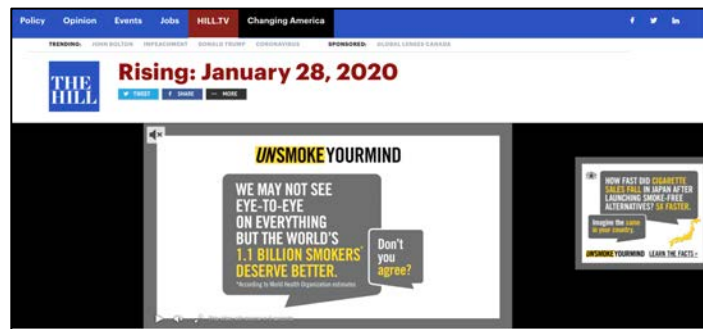 Policy Opinion Events Jobs HILL.TV Changing America
TRENDING: JOHN BOLTON IMPEACHMENT DONALD TRUMP CORONAVIRUS SPONSORED: GLOBAL LENSES CANADA
THE
HILL
Rising: January 28, 2020
TWEET SHARE MORE
UNSMOKE YOURMIND
WE MAY NOT SEE
EYE-TO-EYE
ON EVERYTHING
BUT THE WORLD'S
1.1 BILLION SMOKERS*
DESERVE BETTER.
*According to World Health Organization estimates
Don't
you
agree?
HOW FAST DID CIGARETTE
SALES FALL IN JAPAN AFTER
LAUNCHING SMOKE-FREE
ALTERNATIVES? 5X FASTER.
Imagine the same
in your country.
UNSMOKE YOURMIND LEARN THE FACTS >